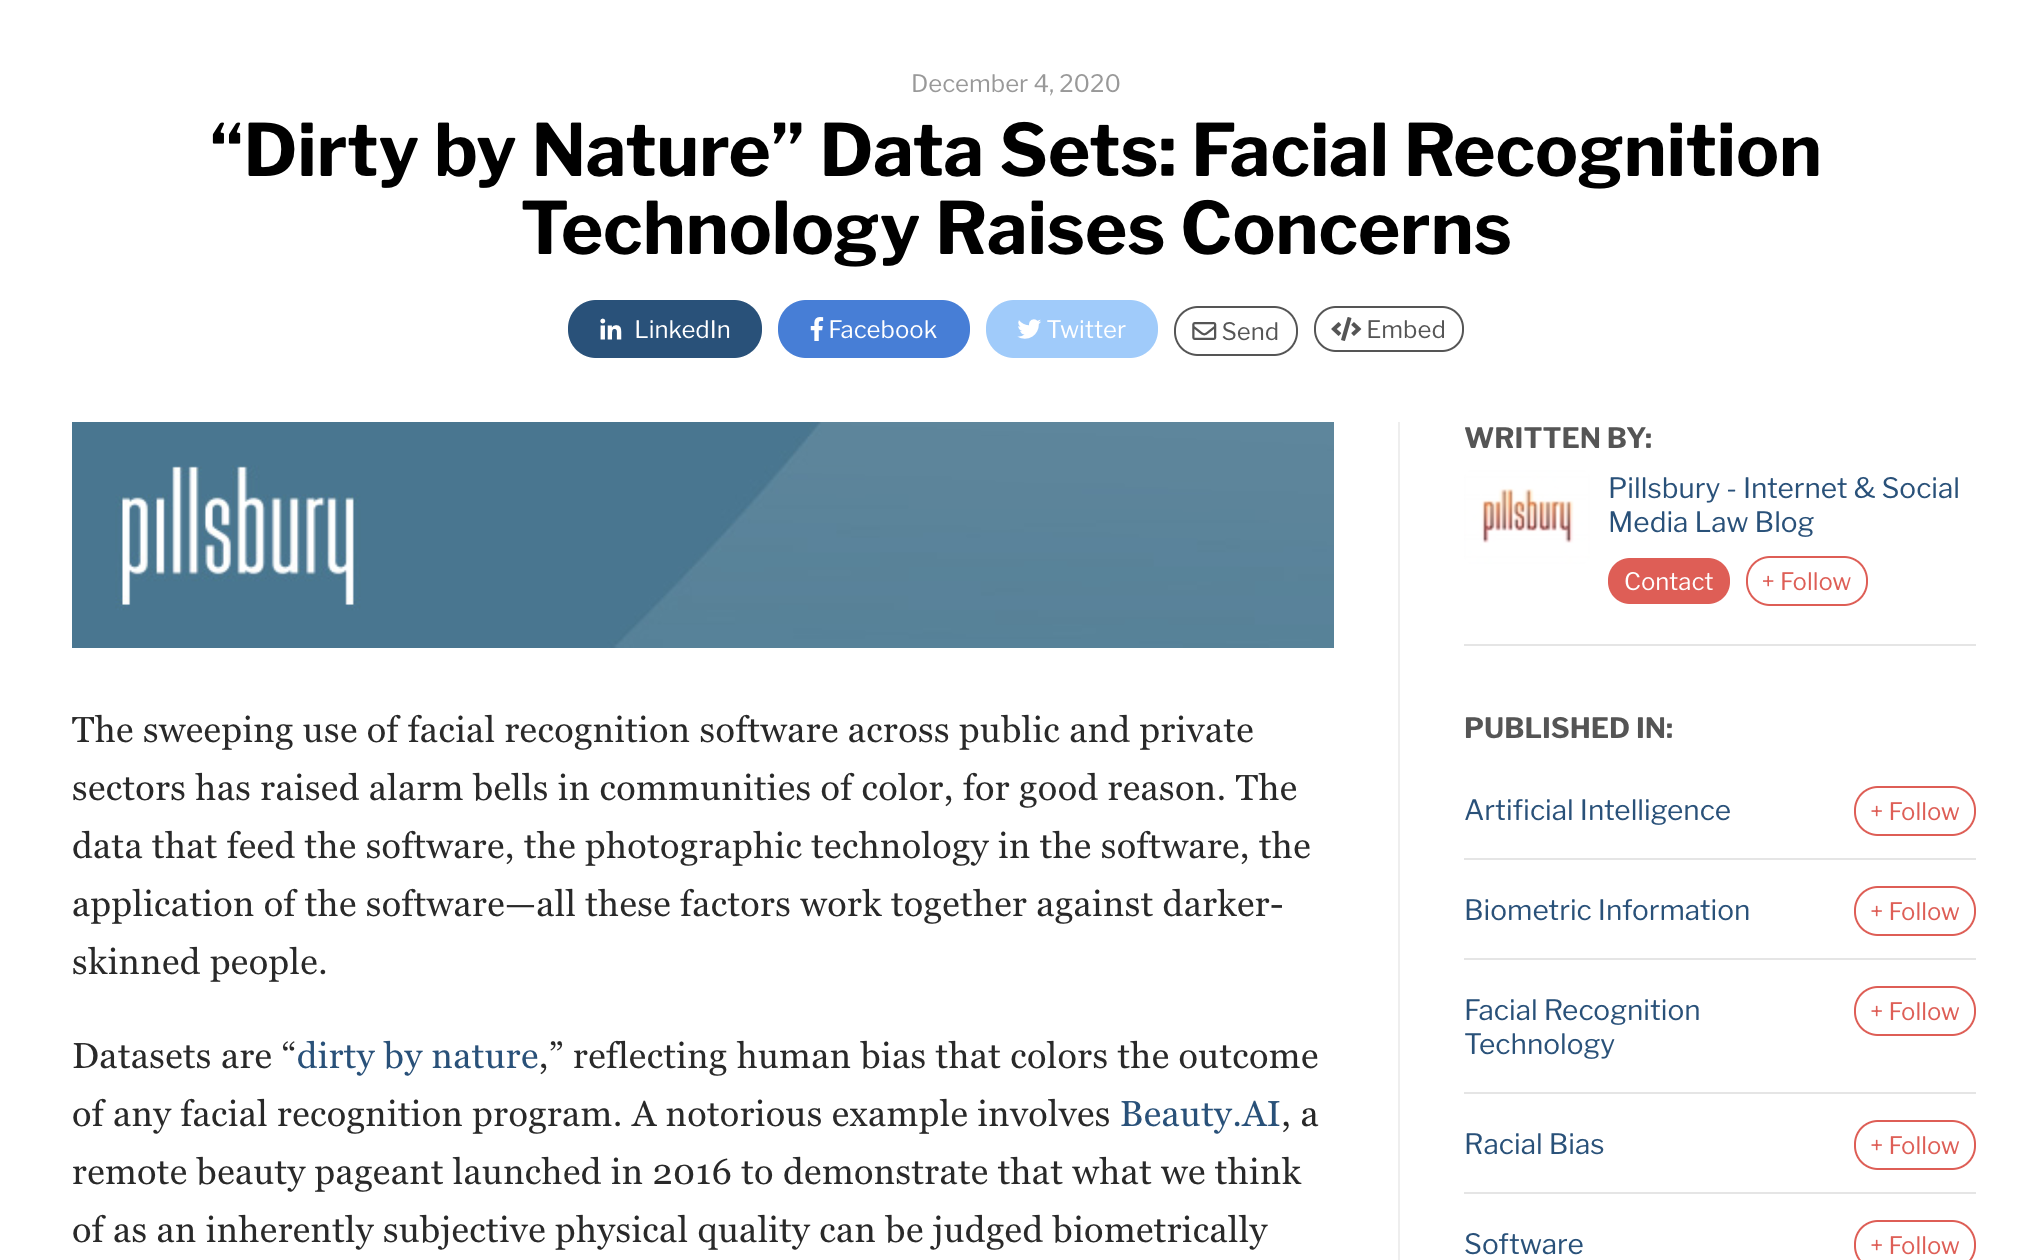 December 4, 2020
“Dirty by Nature” Data Sets: Facial Recognition
Technology Raises Concerns
LinkedIn
Facebook
Twitter
Send
Embed
pillsbury
The sweeping use of facial recognition software across public and private
sectors has raised alarm bells in communities of color, for good reason. The
data that feed the software, the photographic technology in the software, the
application of the software—all these factors work together against darker-
skinned people.
Datasets are “dirty by nature,” reflecting human bias that colors the outcome
of any facial recognition program. A notorious example involves Beauty.AI, a
remote beauty pageant launched in 2016 to demonstrate that what we think
of as an inherently subjective physical quality can be judged biometrically
WRITTEN BY:
pillsbury
Pillsbury - Internet & Social
Media Law Blog
Contact
+ Follow
PUBLISHED IN:
Artificial Intelligence
+ Follow
Biometric Information
+ Follow
Facial Recognition
Technology
+ Follow
Racial Bias
+ Follow
Software
+ Follow